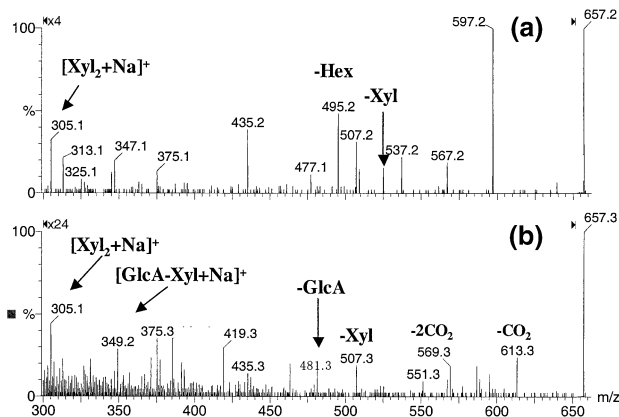 x4
100
%
0
(a)
657.2
597.2
[Xyl2+Na]+
-Hex
-Xyl
305.1
313.1
325.1
347.1
375.1
435.2
477.1
495.2
507.2
537.2
567.2
x24
100
%
0
(b)
657.3
[Xyl2+Na]+
[GlcA-Xyl+Na]+
-GlcA
-Xyl
-2CO2
-CO2
305.1
349.2
375.3
419.3
435.3
481.3
507.3
551.3
569.3
613.3
300 350 400 450 500 550 600 650 m/z